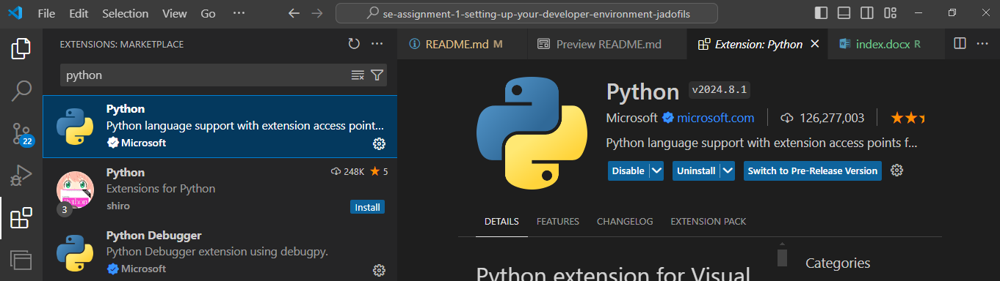 File Edit Selection View Go ···
se-assignment-1-setting-up-your-developer-environment-jadofils
EXTENSIONS: MARKETPLACE
python
Python
Python language support with extension access point...
Microsoft
Python
248K 5
Extensions for Python
shiro
Install
Python
3
Python Debugger
Python Debugger extension using debugpy.
Microsoft
22
README.md M
Preview README.md
Extension: Python
index.docx R
Python v2024.8.1
Microsoft microsoft.com 126,277,003
Python language support with extension access points f...
Disable Uninstall Switch to Pre-Release Version
DETAILS FEATURES CHANGELOG EXTENSION PACK
Python extension for Visual
Categories